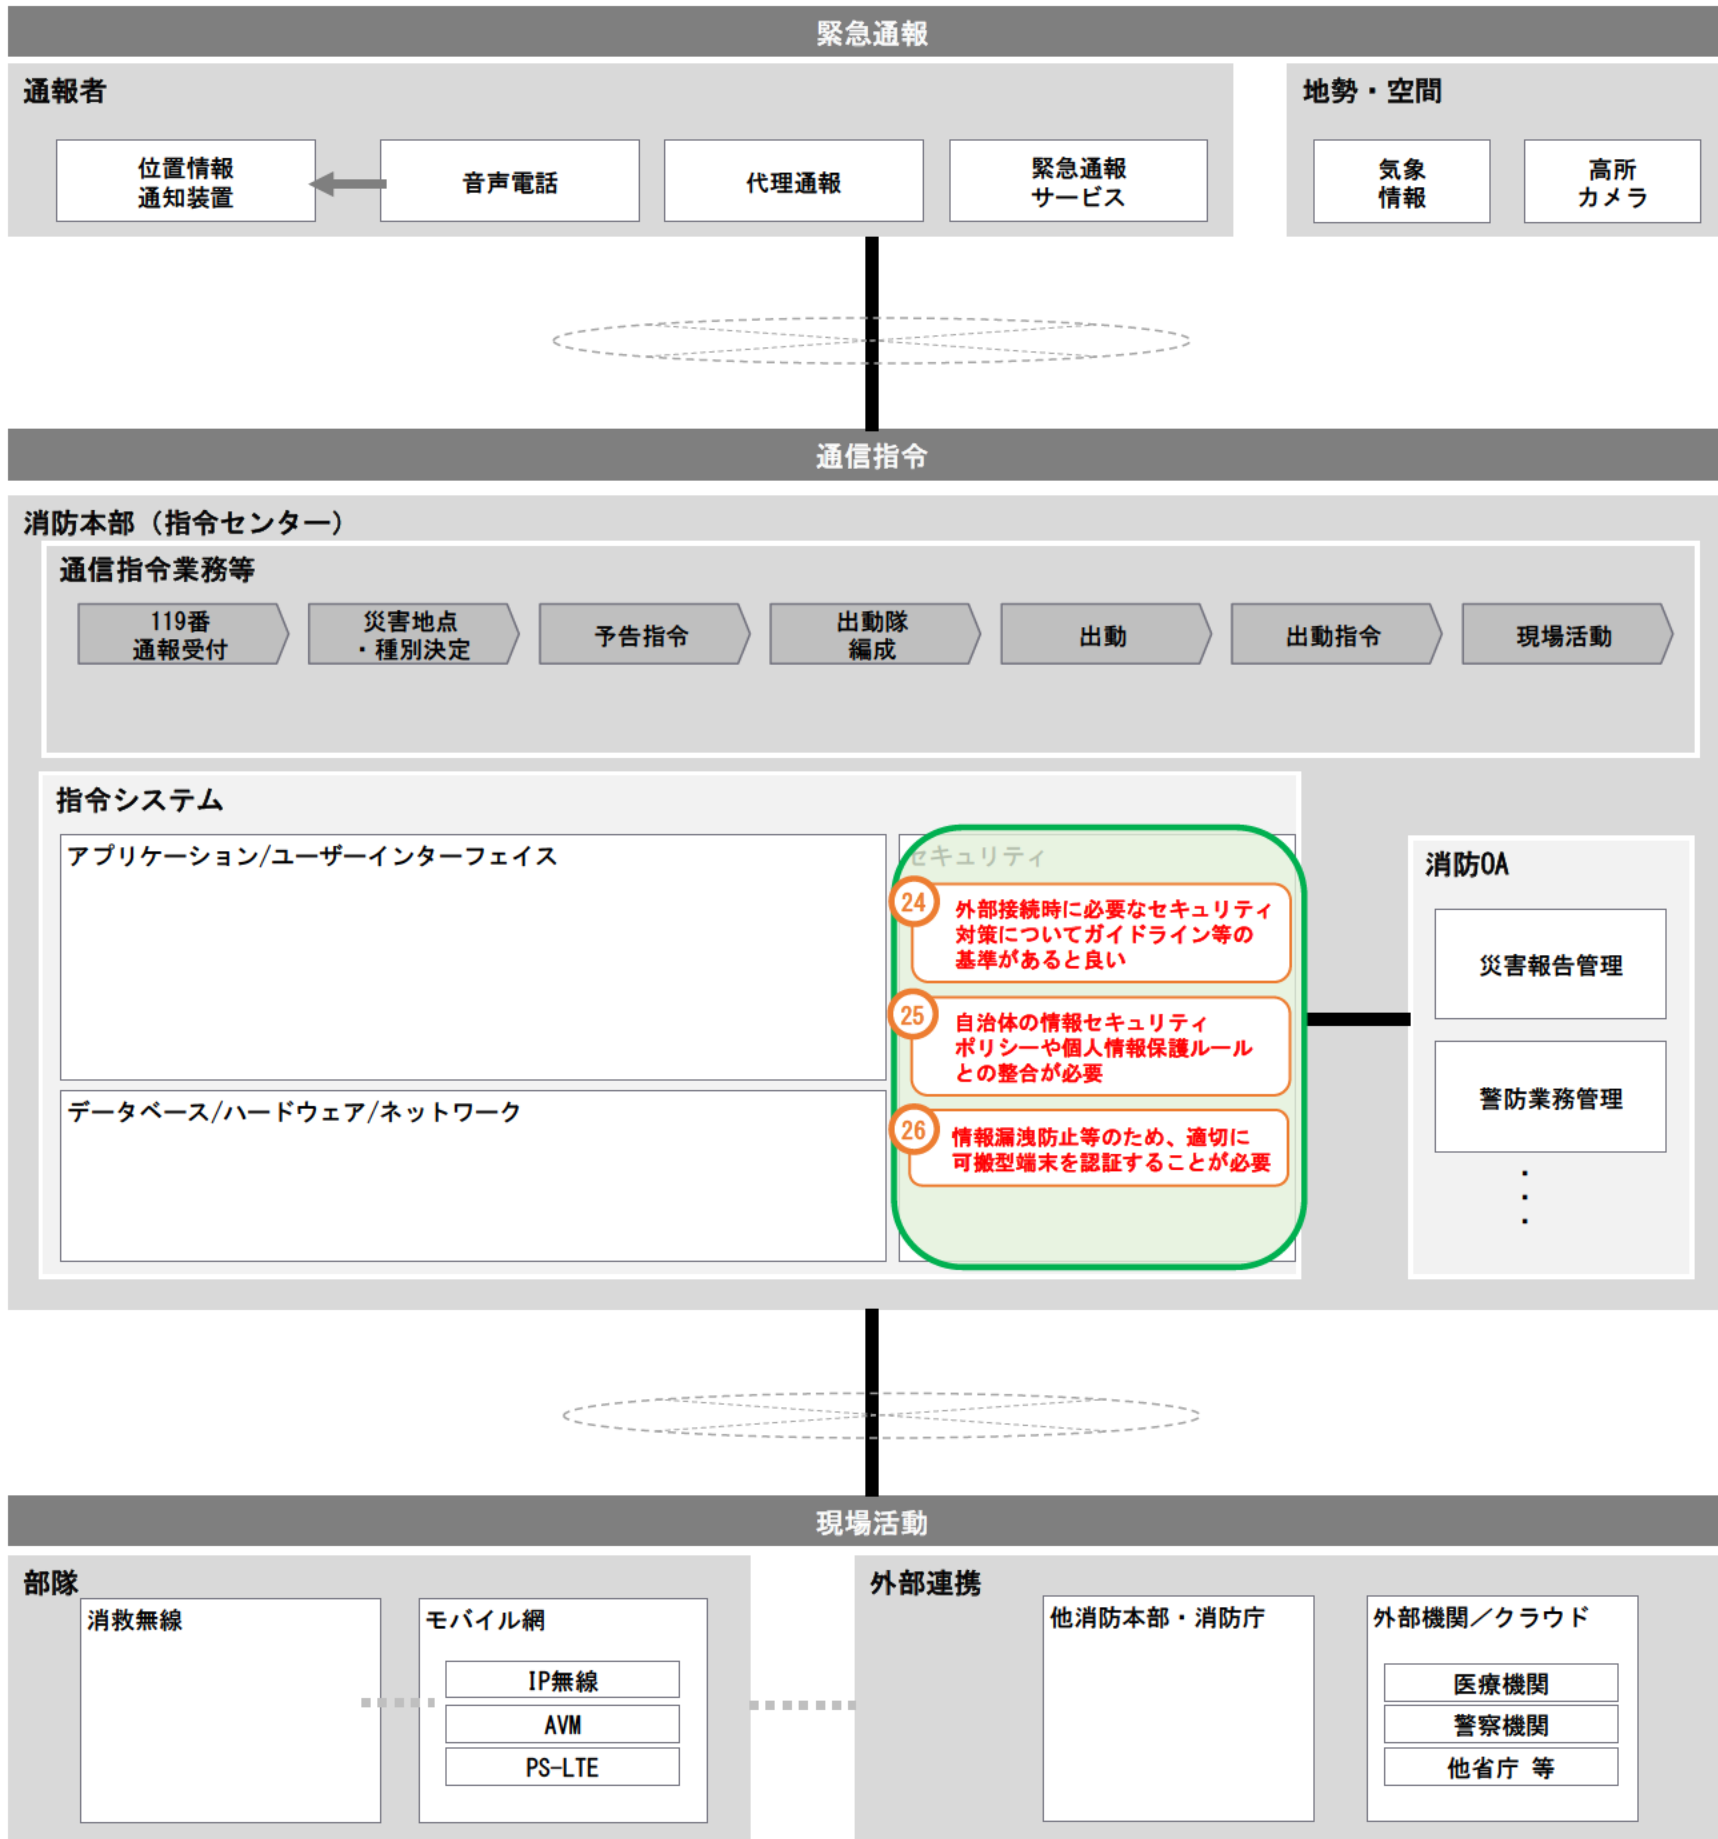 緊急通報
通報者
位置情報
通知装置
音声電話
代理通報
緊急通報
サービス
地勢・空間
気象
情報
高所
カメラ
通信指令
消防本部（指令センター）
通信指令業務等
119番
通報受付
災害地点
・種別決定
予告指令
出動隊
編成
出動
出動指令
現場活動
指令システム
アプリケーション/ユーザーインターフェイス
データベース/ハードウェア/ネットワーク
セキュリティ
24
外部接続時に必要なセキュリティ
対策についてガイドライン等の
基準があると良い
25
自治体の情報セキュリティ
ポリシーや個人情報保護ルール
との整合が必要
26
情報漏洩防止等のため、適切に
可搬型端末を認証することが必要
消防OA
災害報告管理
警防業務管理
・
・
・
現場活動
部隊
消救無線
モバイル網
IP無線
AVM
PS-LTE
外部連携
他消防本部・消防庁
外部機関／クラウド
医療機関
警察機関
他省庁 等